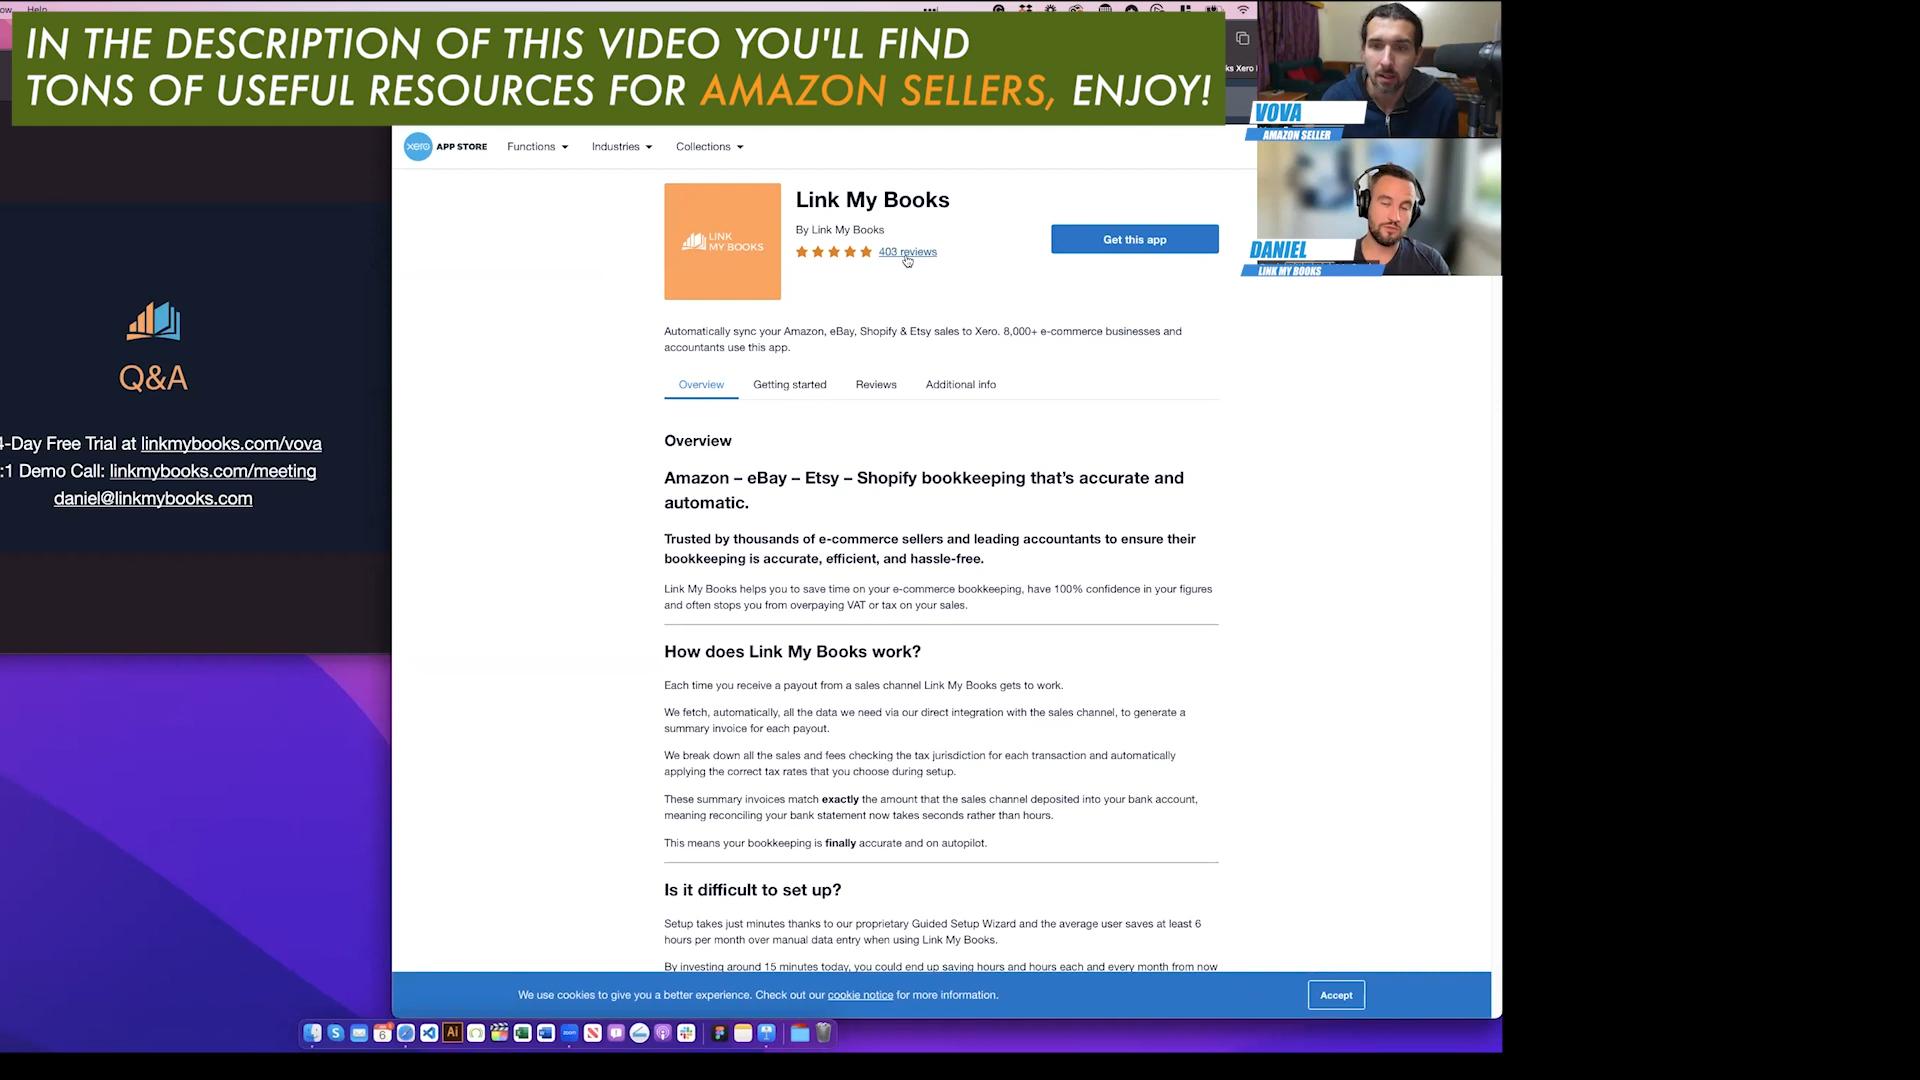 Help
IN THE DESCRIPTION OF THIS VIDEO YOU'LL FIND
TONS OF USEFUL RESOURCES FOR AMAZON SELLERS, ENJOY!
ks Xero
VOVA
AMAZON SELLER
DANIEL
LINK MY BOOKS
xero APP STORE
Functions
Industries
Collections
LINK
MY BOOKS
Link My Books
By Link My Books
403 reviews
Get this app
Automatically sync your Amazon, eBay, Shopify & Etsy sales to Xero. 8,000+ e-commerce businesses and
accountants use this app.
Overview
Getting started
Reviews
Additional info
Overview
Amazon – eBay – Etsy – Shopify bookkeeping that's accurate and
automatic.
Trusted by thousands of e-commerce sellers and leading accountants to ensure their
bookkeeping is accurate, efficient, and hassle-free.
Link My Books helps you to save time on your e-commerce bookkeeping, have 100% confidence in your figures
and often stops you from overpaying VAT or tax on your sales.
How does Link My Books work?
Each time you receive a payout from a sales channel Link My Books gets to work.
We fetch, automatically, all the data we need via our direct integration with the sales channel, to generate a
summary invoice for each payout.
We break down all the sales and fees checking the tax jurisdiction for each transaction and automatically
applying the correct tax rates that you choose during setup.
These summary invoices match exactly the amount that the sales channel deposited into your bank account,
meaning reconciling your bank statement now takes seconds rather than hours.
This means your bookkeeping is finally accurate and on autopilot.
Is it difficult to set up?
Setup takes just minutes thanks to our proprietary Guided Setup Wizard and the average user saves at least 6
hours per month over manual data entry when using Link My Books.
By investing around 15 minutes today, you could end up saving hours and hours each and every month from now
We use cookies to give you a better experience. Check out our cookie notice for more information.
Accept
Q&A
4-Day Free Trial at linkmybooks.com/vova
:1 Demo Call: linkmybooks.com/meeting
daniel@linkmybooks.com
6
Ai
zoom